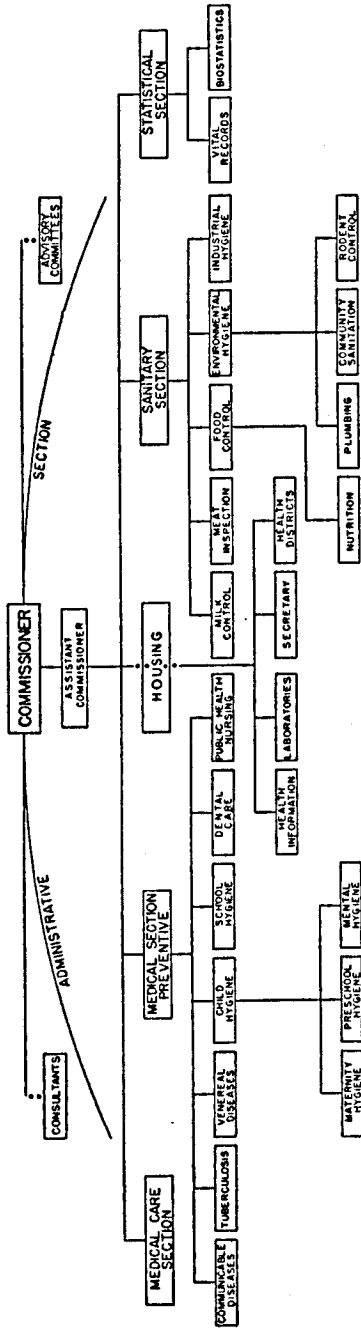 COMMISSIONER
ASSISTANT
COMMISSIONER
CONSULTANTS
ADVISORY
COMMITTEES
ADMINISTRATIVE
SECTION
MEDICAL CARE
SECTION
MEDICAL SECTION
PREVENTIVE
HOUSING
SANITARY
SECTION
STATISTICAL
SECTION
COMMUNICABLE
DISEASES
TUBERCULOSIS
VENEREAL
DISEASES
CHILD
HYGIENE
SCHOOL
HYGIENE
DENTAL
CARE
PUBLIC HEALTH
NURSING
MILK
CONTROL
MEAT
INSPECTION
FOOD
CONTROL
ENVIRONMENTAL
HYGIENE
INDUSTRIAL
HYGIENE
VITAL
RECORDS
BIOSTATISTICS
HEALTH
INFORMATION
LABORATORIES
SECRETARY
HEALTH
DISTRICTS
MATERNITY
HYGIENE
PRESCHOOL
HYGIENE
MENTAL
HYGIENE
NUTRITION
PLUMBING
COMMUNITY
SANITATION
RODENT
CONTROL